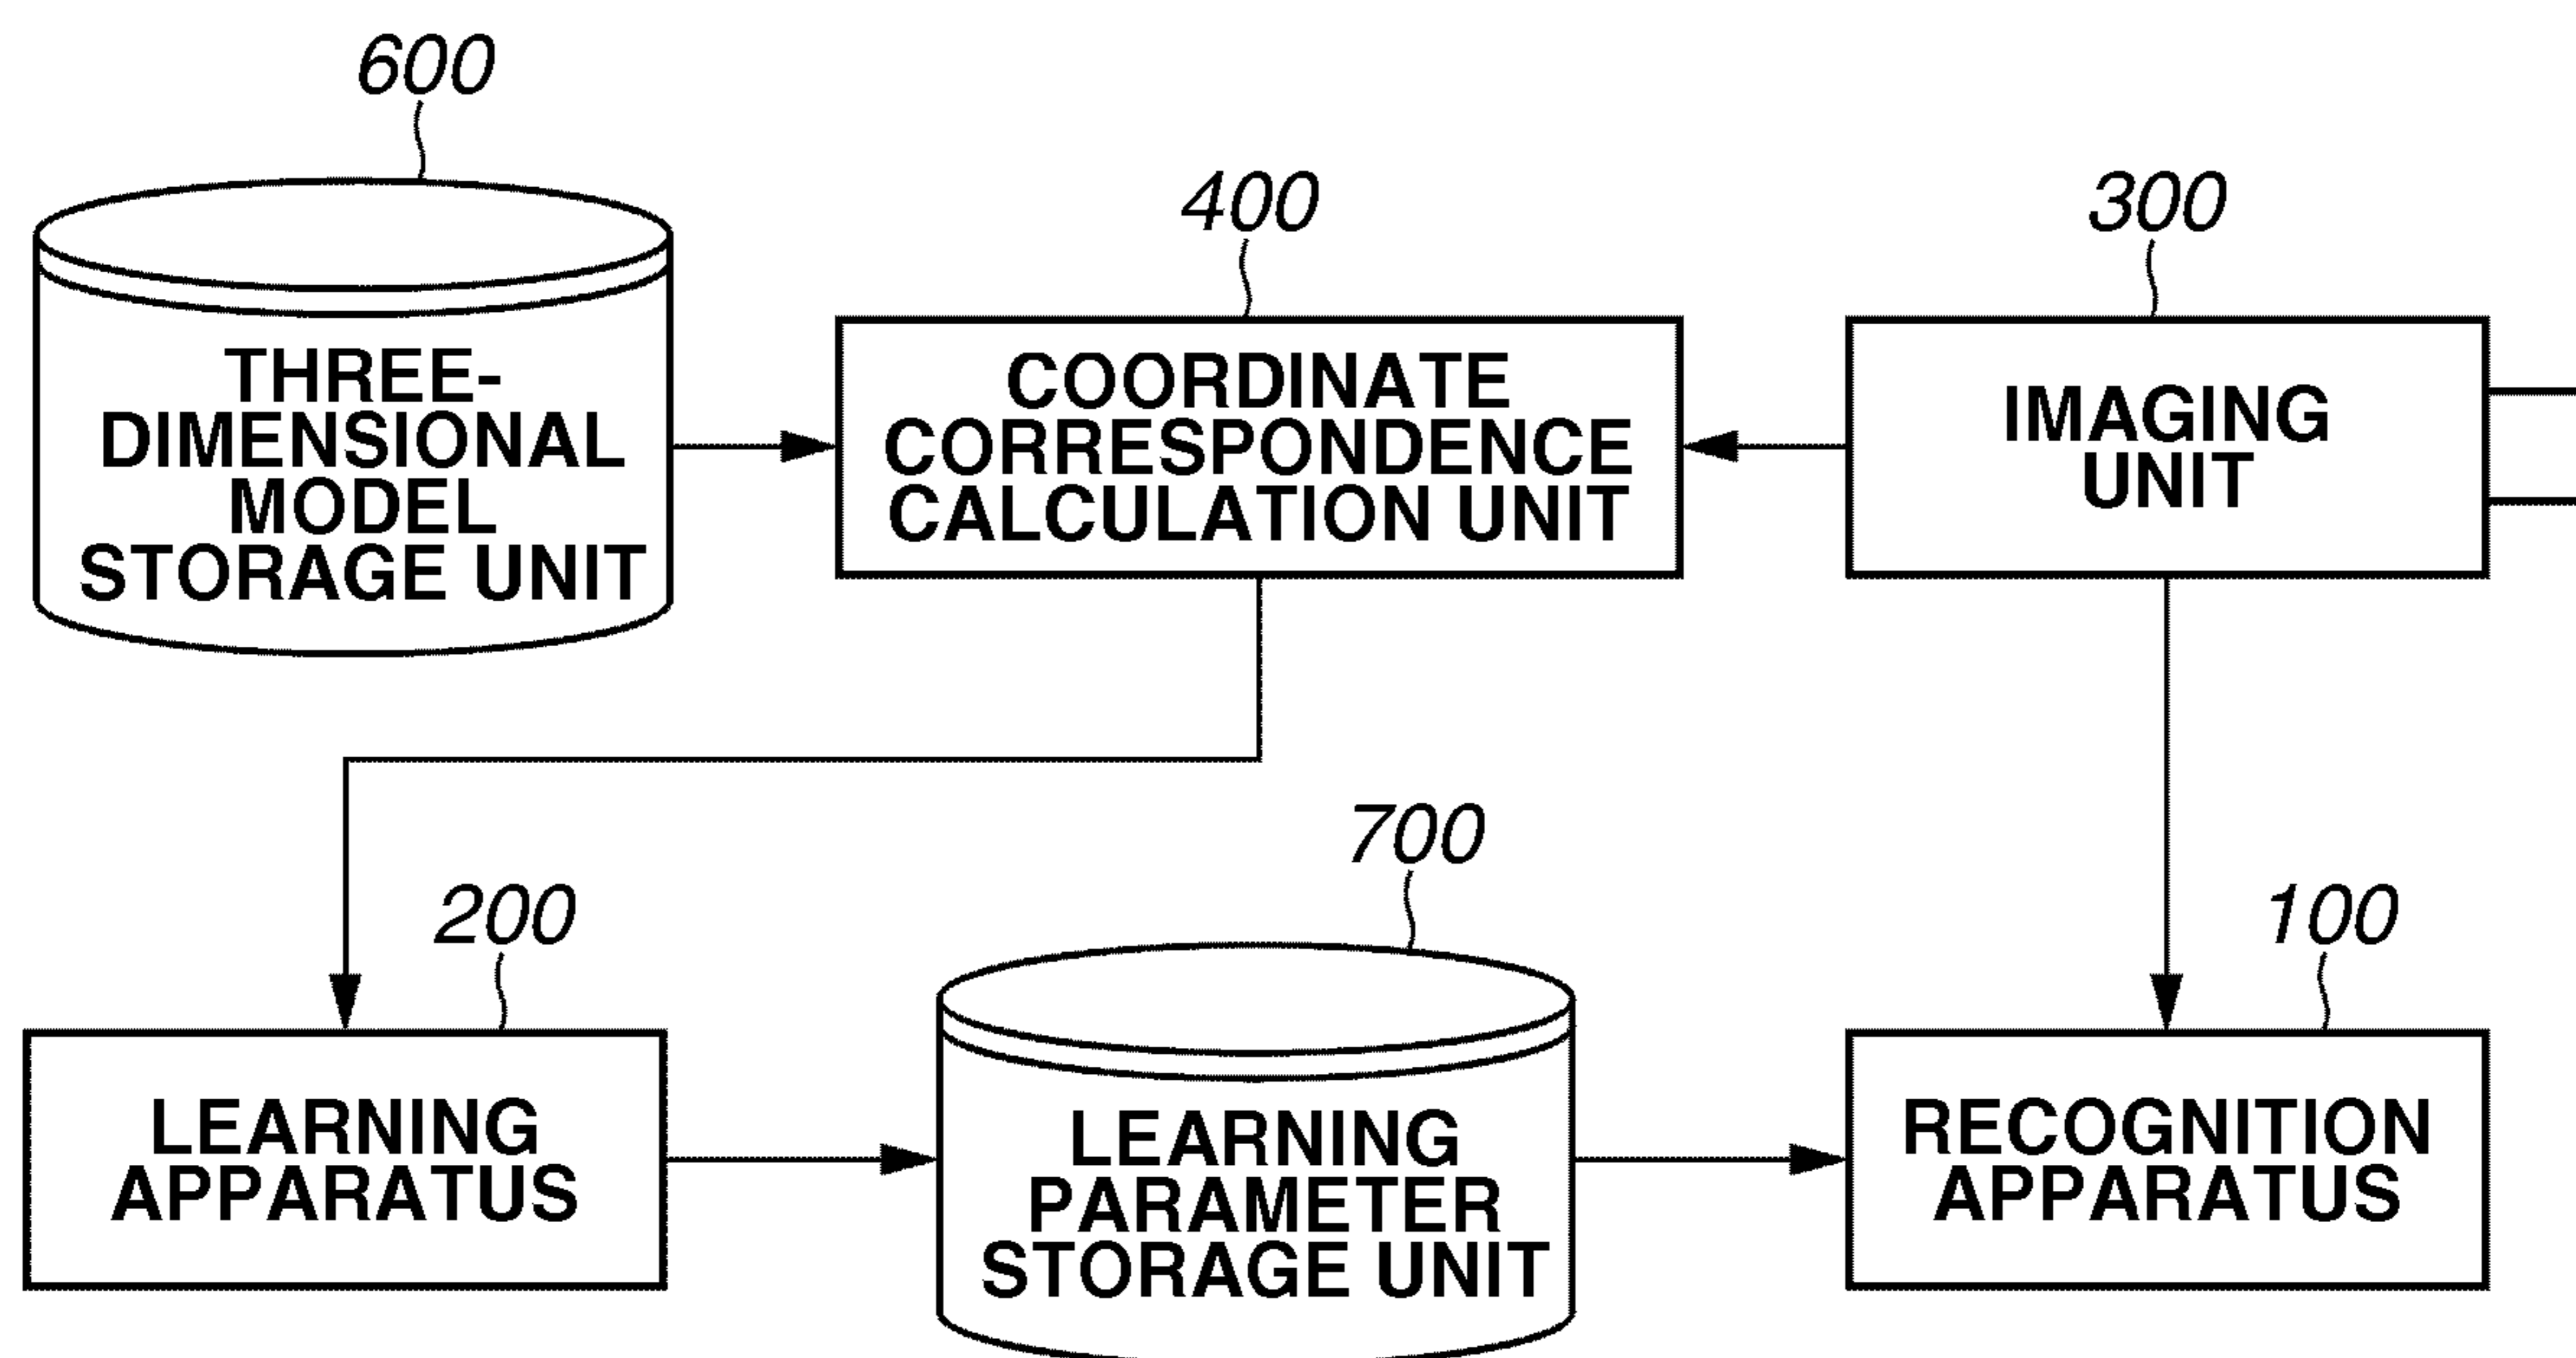 600
THREE-
DIMENSIONAL
MODEL
STORAGE UNIT
400
COORDINATE
CORRESPONDENCE
CALCULATION UNIT
300
IMAGING
UNIT
200
LEARNING
APPARATUS
700
LEARNING
PARAMETER
STORAGE UNIT
100
RECOGNITION
APPARATUS